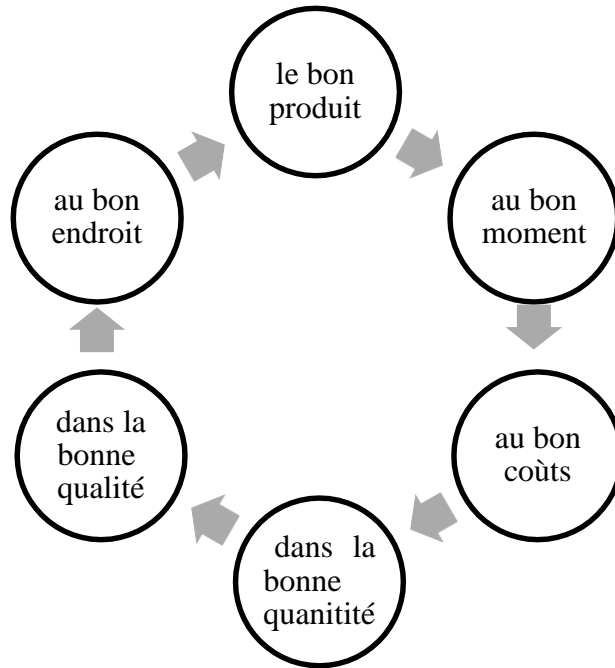 le bon
produit
au bon
moment
au bon
coùts
dans la
bonne
quanitité
dans la
bonne
qualité
au bon
endroit